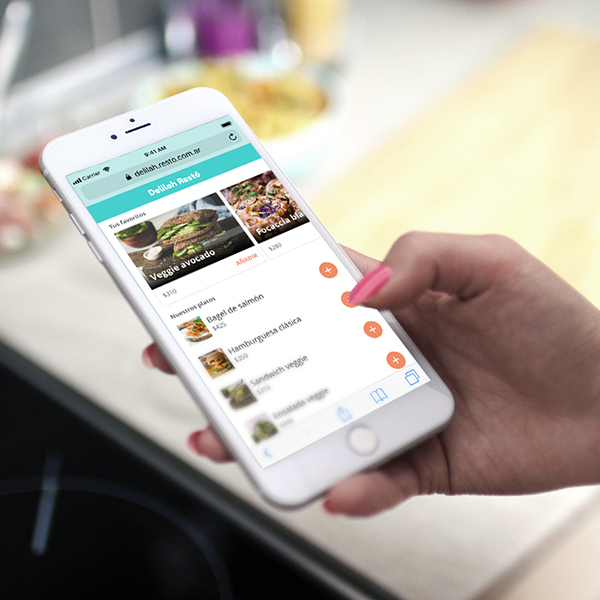 Carrier
9:41 AM
delilah.resto.com.ar
Delilah Restó
Tus favoritos
Veggie avocado
$310
AÑADIR
Focaccia bla
$280
Nuestros platos
Bagel de salmón
$425
Hamburguesa clásica
$350
Sandwich veggie
$310
Ensalada veggie